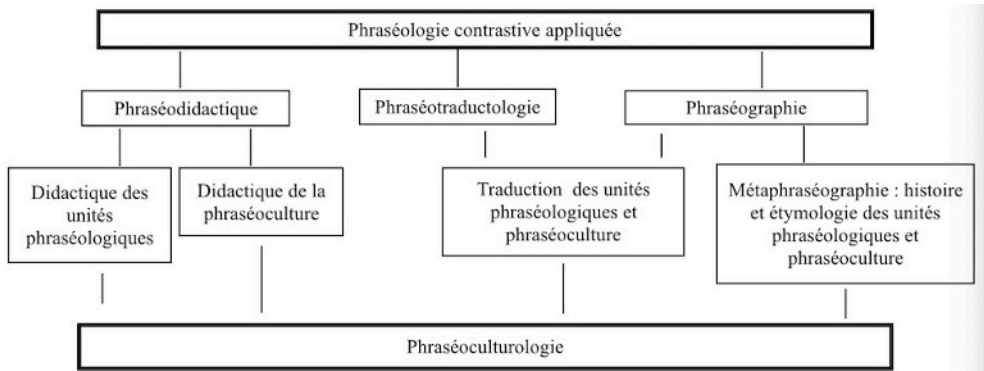 Phraséologie contrastive appliquée
Phraséodidactique
Phraséotraductologie
Phraséographie
Didactique des
unités
phraséologiques
Didactique de la
phraséoculture
Traduction des unités
phraséologiques et
phraséoculture
Métaphraséographie : histoire
et étymologie des unités
phraséologiques et
phraséoculture
Phraséoculturologie